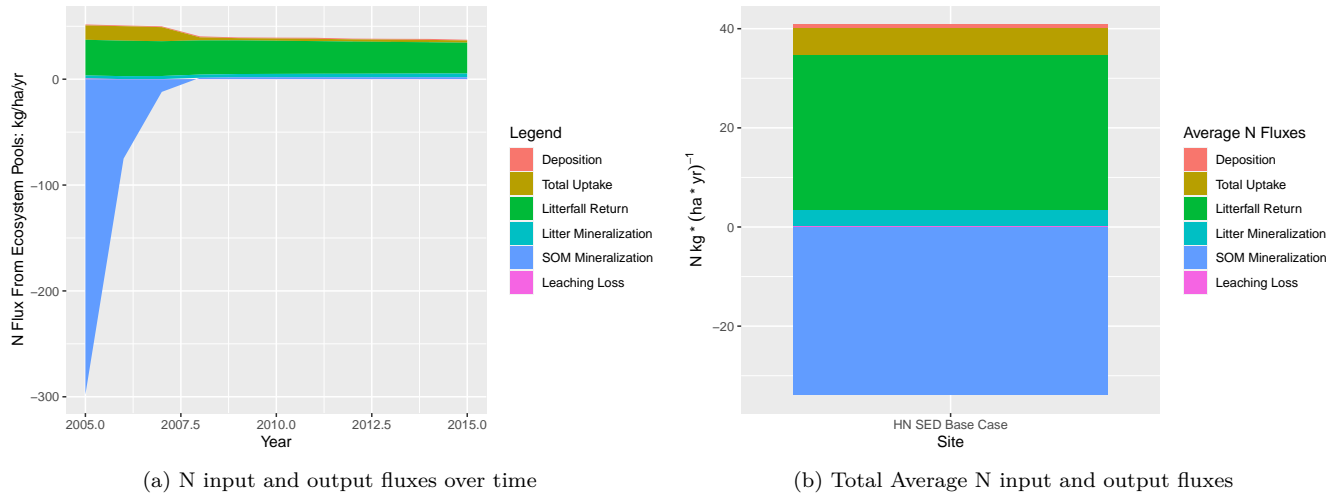 N Flux From Ecosystem Pools: kg/ha/yr
0
−100
−200
−300
2005.0
2007.5
2010.0
2012.5
2015.0
Year
Legend
Deposition
Total Uptake
Litterfall Return
Litter Mineralization
SOM Mineralization
Leaching Loss
(a) N input and output fluxes over time
N kg * (ha * yr)⁻¹
40
20
0
−20
HN SED Base Case
Site
Average N Fluxes
Deposition
Total Uptake
Litterfall Return
Litter Mineralization
SOM Mineralization
Leaching Loss
(b) Total Average N input and output fluxes